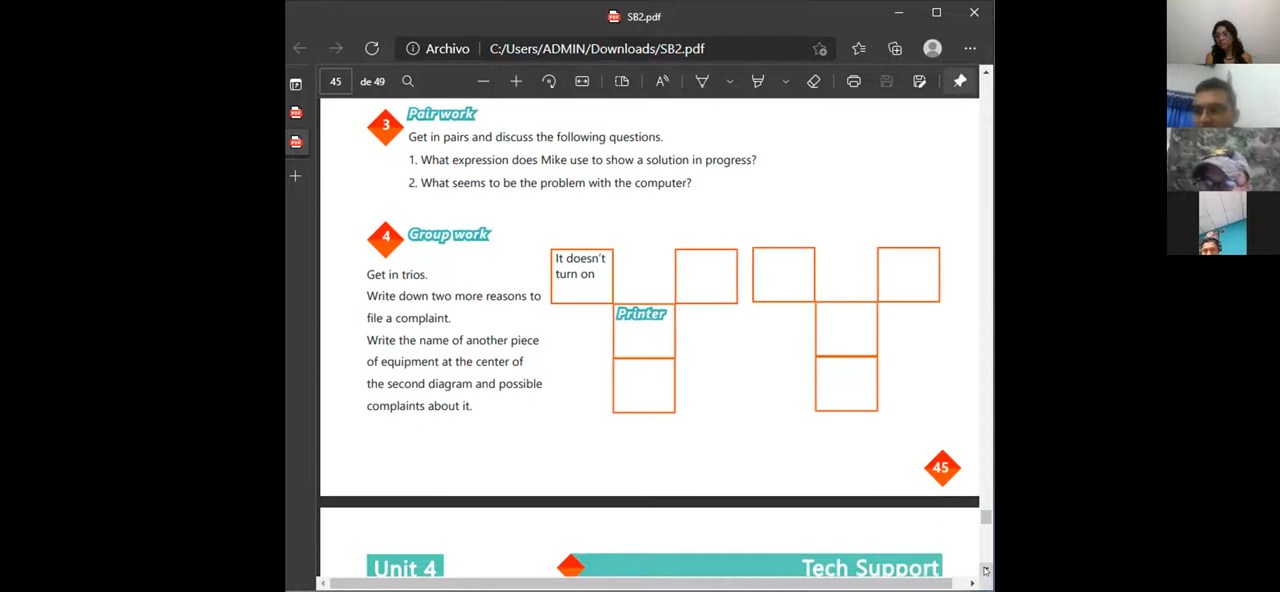 SB2.pdf
Archivo
C:/Users/ADMIN/Downloads/SB2.pdf
45
de 49
3
Pair work
Get in pairs and discuss the following questions.
1. What expression does Mike use to show a solution in progress?
2. What seems to be the problem with the computer?
4
Group work
Get in trios.
Write down two more reasons to
file a complaint.
Write the name of another piece
of equipment at the center of
the second diagram and possible
complaints about it.
It doesn't
turn on
Printer
45
Unit 4
Tech Support